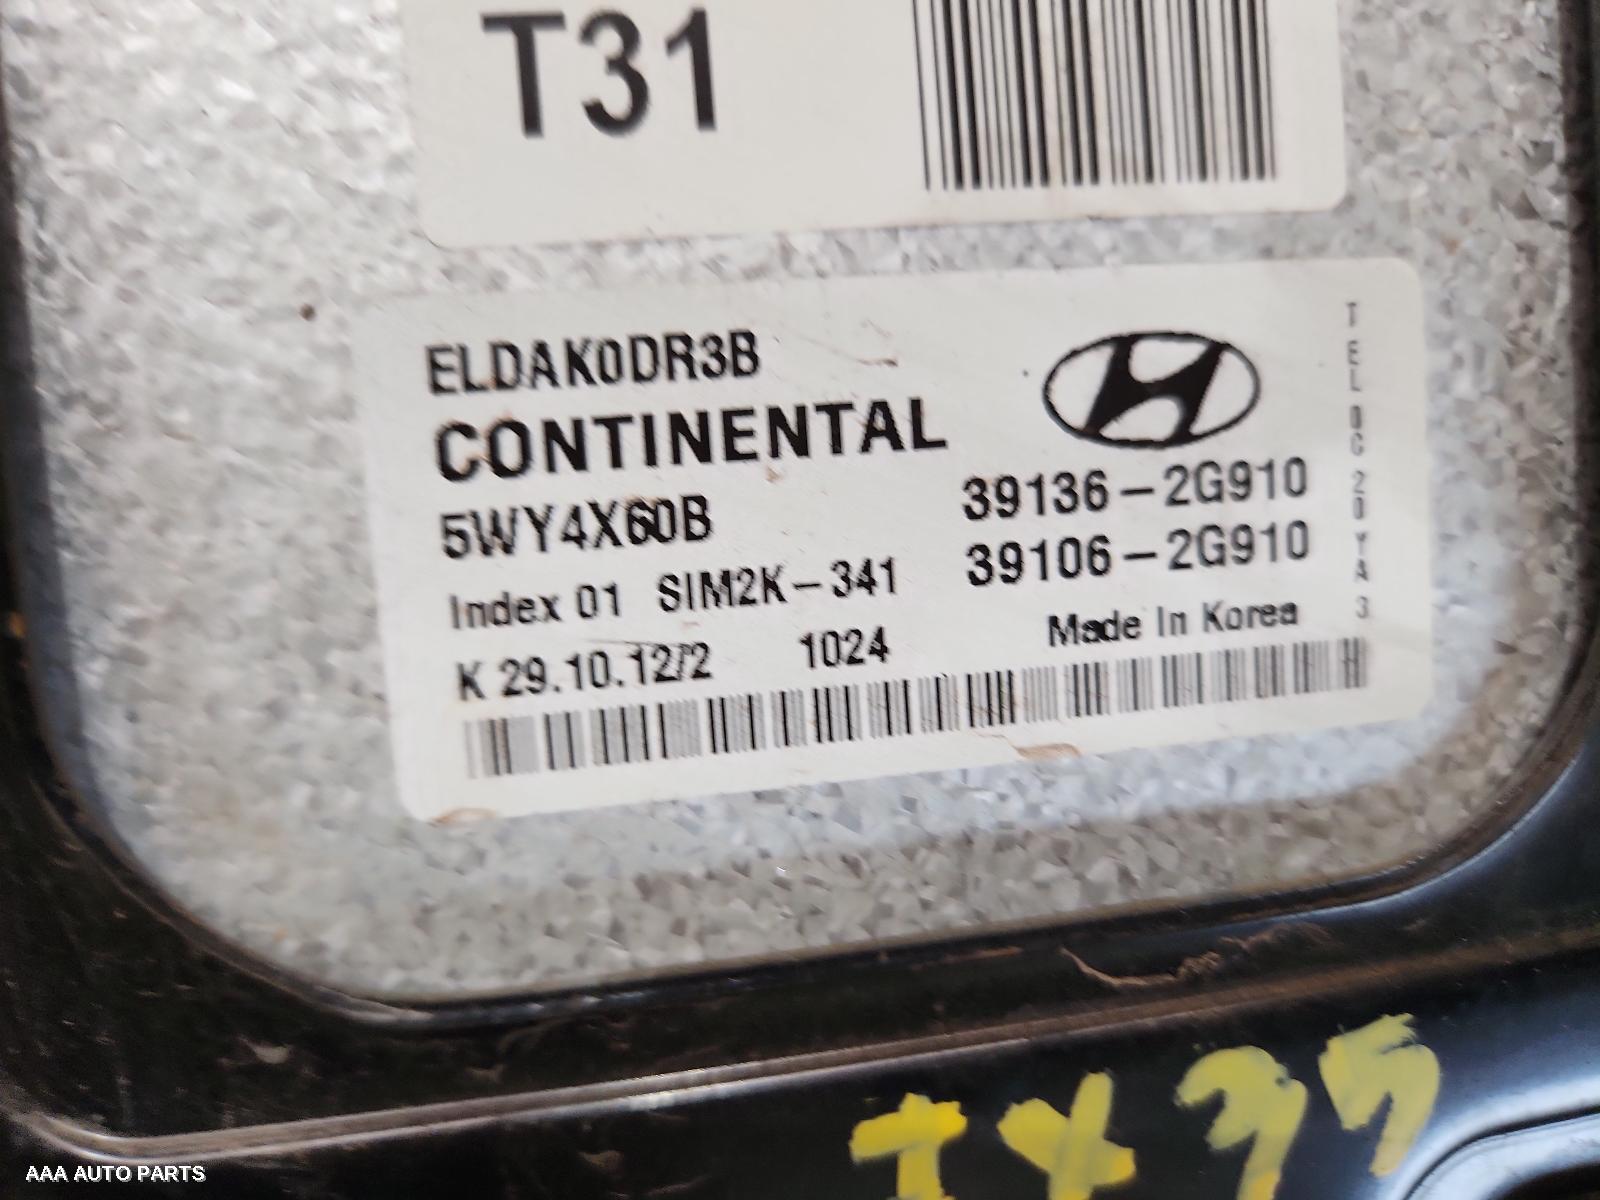 T31
ELDAK0DR3B
CONTINENTAL
5WY4X60B
39136-2G910
39106-2G910
Index 01 SIM2K-341
K 29.10.12/2 1024
Made In Korea
TEL0C20YA3
IX35
AAA AUTO PARTS